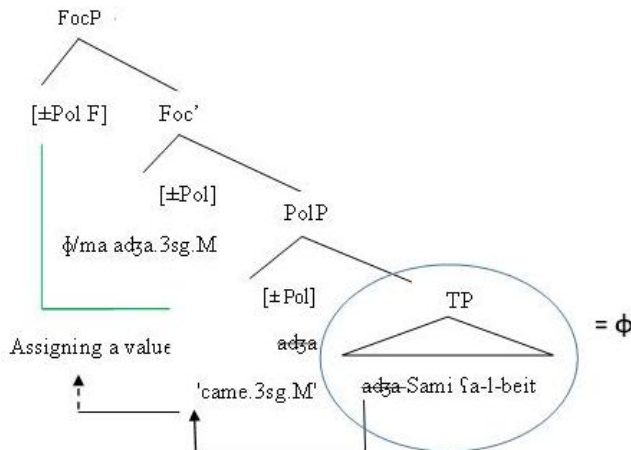 FocP
[±Pol F] Foc’
[±Pol]
PolP
ϕ/ma adʒa.3sg.M
[±Pol] TP
= ϕ
Assigning a value adʒa
'came.3sg.M' adʒa Sami ʕa-l-beit